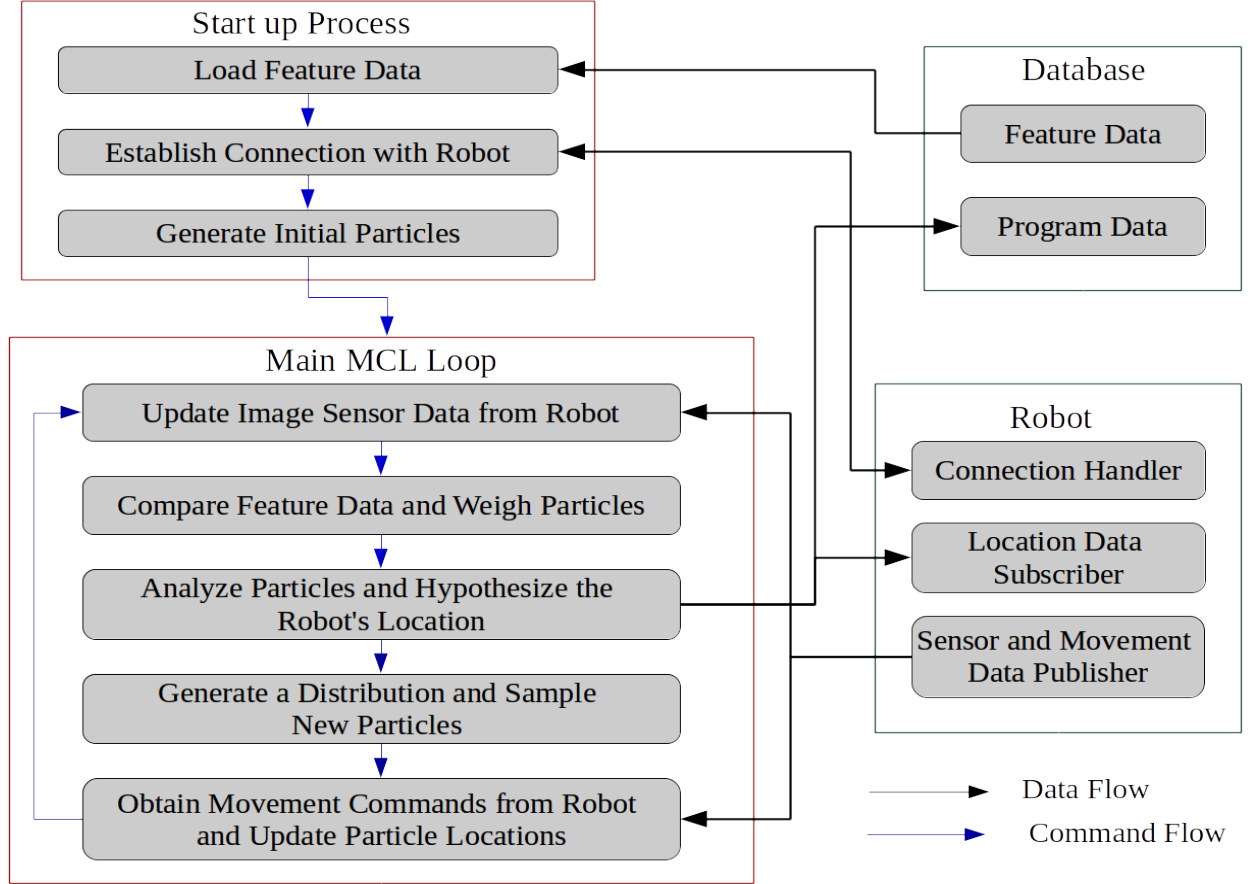 Start up Process
Load Feature Data
Establish Connection with Robot
Generate Initial Particles
Database
Feature Data
Program Data
Main MCL Loop
Update Image Sensor Data from Robot
Compare Feature Data and Weigh Particles
Analyze Particles and Hypothesize the
Robot's Location
Generate a Distribution and Sample
New Particles
Obtain Movement Commands from Robot
and Update Particle Locations
Robot
Connection Handler
Location Data
Subscriber
Sensor and Movement
Data Publisher
Data Flow
Command Flow